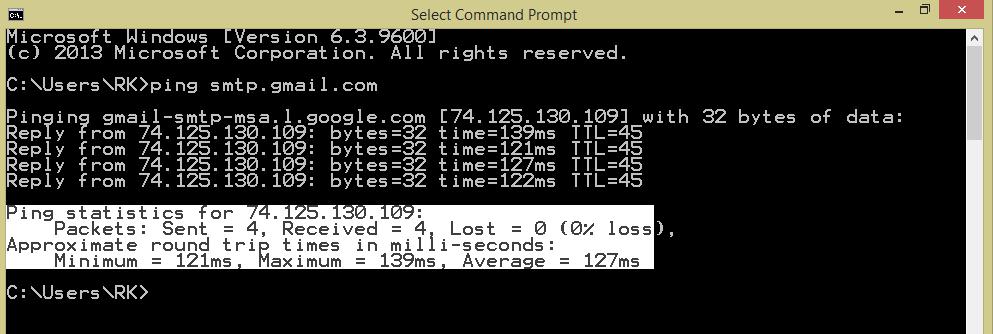 Select Command Prompt
Microsoft Windows [Version 6.3.9600]
(c) 2013 Microsoft Corporation. All rights reserved.
C:\Users\RK>ping smtp.gmail.com
Pinging gmail-smtp-msa.l.google.com [74.125.130.109] with 32 bytes of data:
Reply from 74.125.130.109: bytes=32 time=139ms TTL=45
Reply from 74.125.130.109: bytes=32 time=121ms TTL=45
Reply from 74.125.130.109: bytes=32 time=127ms TTL=45
Reply from 74.125.130.109: bytes=32 time=122ms TTL=45
Ping statistics for 74.125.130.109:
    Packets: Sent = 4, Received = 4, Lost = 0 (0% loss),
Approximate round trip times in milli-seconds:
    Minimum = 121ms, Maximum = 139ms, Average = 127ms
C:\Users\RK>